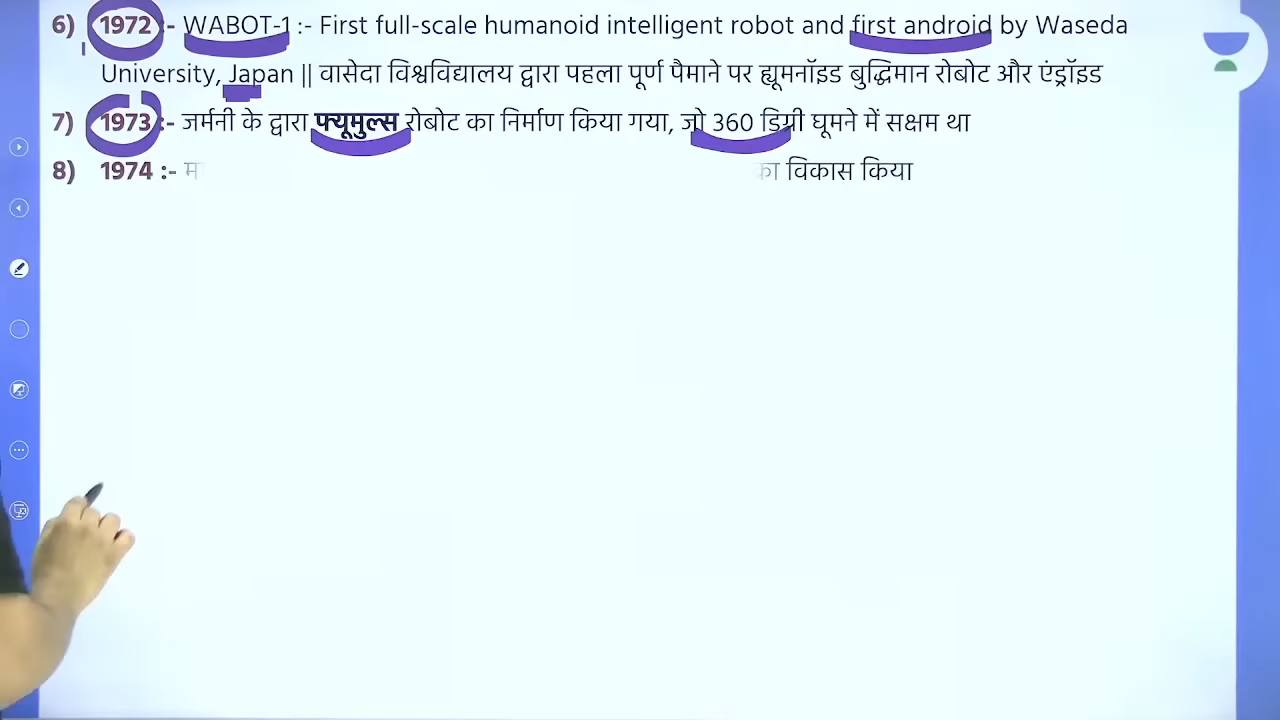 6) 1972 :- WABOT-1 :- First full-scale humanoid intelligent robot and first android by Waseda
University, Japan || वासेदा विश्वविद्यालय द्वारा पहला पूर्ण पैमाने पर ह्यूमनॉइड बुद्धिमान रोबोट और एंड्रॉइड
7) 1973 :- जर्मनी के द्वारा फ्यूमुल्स रोबोट का निर्माण किया गया, जो 360 डिग्री घूमने में सक्षम था
8) 1974 :- का विकास किया